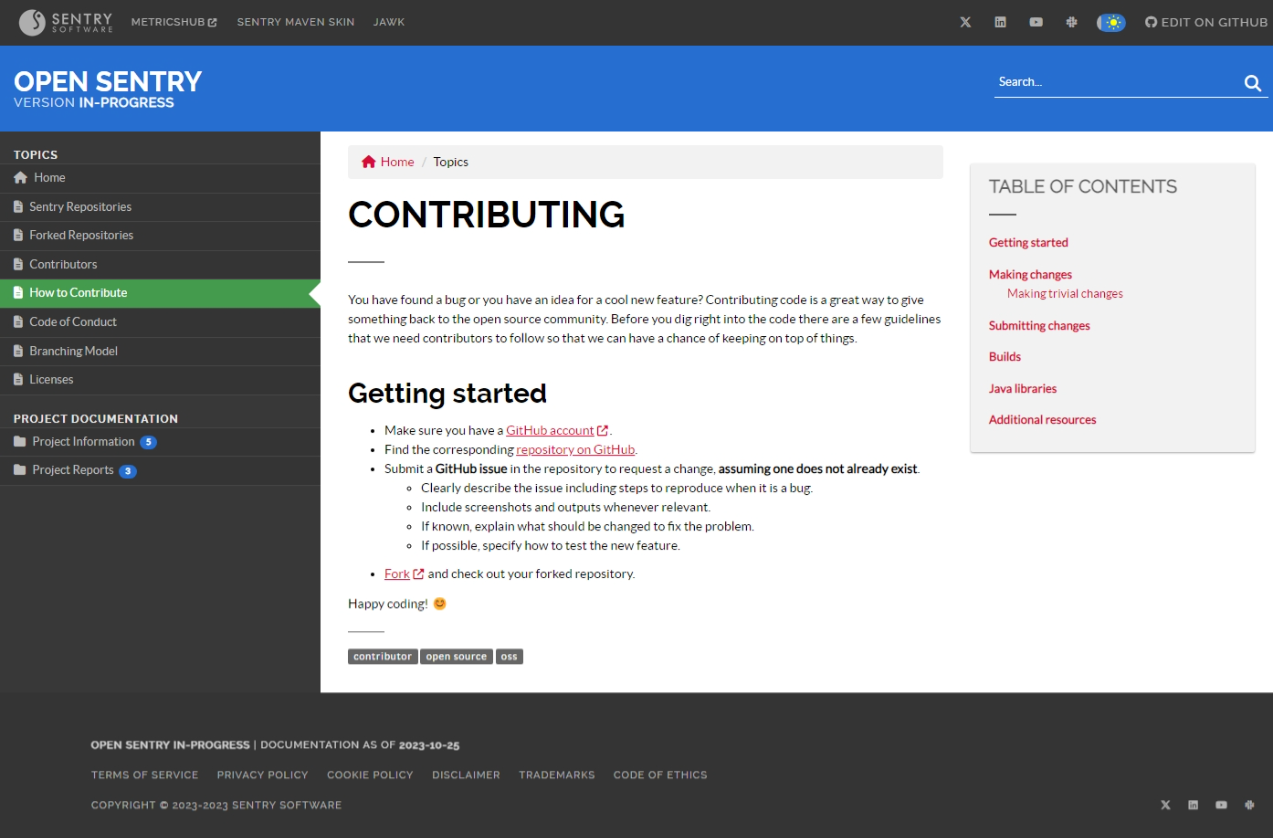 SENTRY
SOFTWARE
METRICSHUB
SENTRY MAVEN SKIN
JAWK
EDIT ON GITHUB
OPEN SENTRY
VERSION IN-PROGRESS
Search...
TOPICS
Home
Sentry Repositories
Forked Repositories
Contributors
How to Contribute
Code of Conduct
Branching Model
Licenses
PROJECT DOCUMENTATION
Project Information 5
Project Reports 3
Home / Topics
CONTRIBUTING
You have found a bug or you have an idea for a cool new feature? Contributing code is a great way to give
something back to the open source community. Before you dig right into the code there are a few guidelines
that we need contributors to follow so that we can have a chance of keeping on top of things.
Getting started
• Make sure you have a GitHub account.
• Find the corresponding repository on GitHub.
• Submit a GitHub issue in the repository to request a change, assuming one does not already exist.
◦ Clearly describe the issue including steps to reproduce when it is a bug.
◦ Include screenshots and outputs whenever relevant.
◦ If known, explain what should be changed to fix the problem.
◦ If possible, specify how to test the new feature.
• Fork and check out your forked repository.
Happy coding! 😊
contributor open source oss
TABLE OF CONTENTS
Getting started
Making changes
Making trivial changes
Submitting changes
Builds
Java libraries
Additional resources
OPEN SENTRY IN-PROGRESS | DOCUMENTATION AS OF 2023-10-25
TERMS OF SERVICE PRIVACY POLICY COOKIE POLICY DISCLAIMER TRADEMARKS CODE OF ETHICS
COPYRIGHT © 2023-2023 SENTRY SOFTWARE